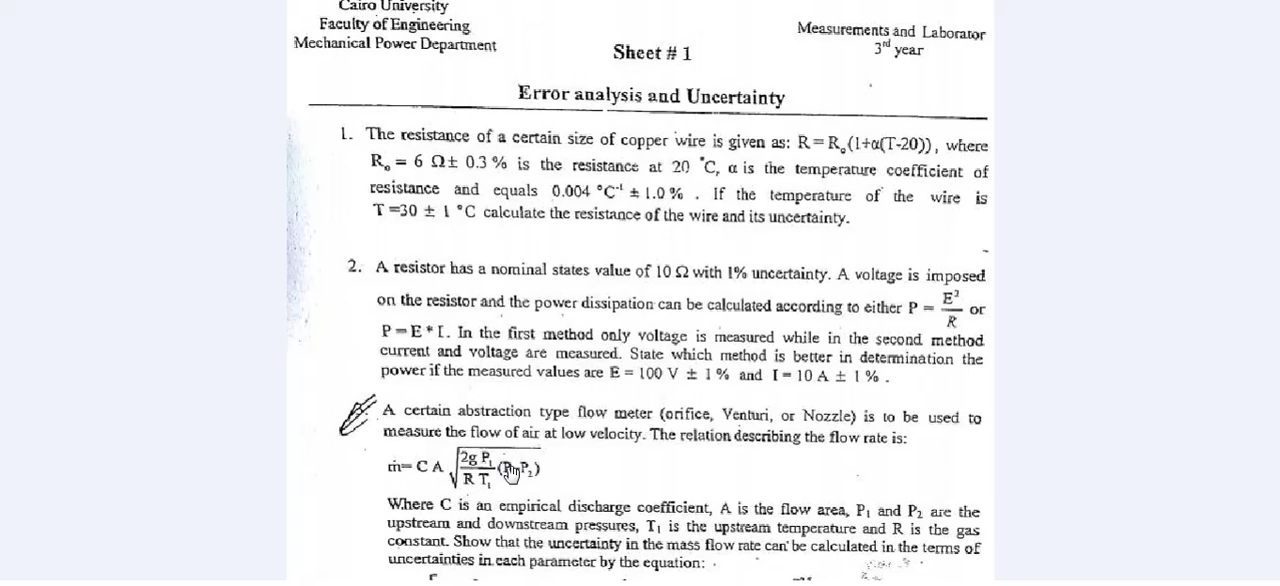 Cairo University
Faculty of Engineering
Mechanical Power Department
Measurements and Laborator
3rd year
Sheet # 1
Error analysis and Uncertainty
1. The resistance of a certain size of copper wire is given as: R=R₀(1+α(T-20)), where
R₀ = 6 Ω± 0.3 % is the resistance at 20 °C, α is the temperature coefficient of
resistance and equals 0.004 °C⁻¹ ± 1.0 % . If the temperature of the wire is
T =30 ± 1 °C calculate the resistance of the wire and its uncertainty.
2. A resistor has a nominal states value of 10 Ω with 1% uncertainty. A voltage is imposed
on the resistor and the power dissipation can be calculated according to either P = E²/R or
P = E * I. In the first method only voltage is measured while in the second method
current and voltage are measured. State which method is better in determination the
power if the measured values are E = 100 V ± 1 % and I = 10 A ± 1 % .
A certain abstraction type flow meter (orifice, Venturi, or Nozzle) is to be used to
measure the flow of air at low velocity. The relation describing the flow rate is:
ṁ= C A √(2g P₁ / R T₁ (P₁-P₂))
Where C is an empirical discharge coefficient, A is the flow area, P₁ and P₂ are the
upstream and downstream pressures, T₁ is the upstream temperature and R is the gas
constant. Show that the uncertainty in the mass flow rate can be calculated in the terms of
uncertainties in each parameter by the equation: